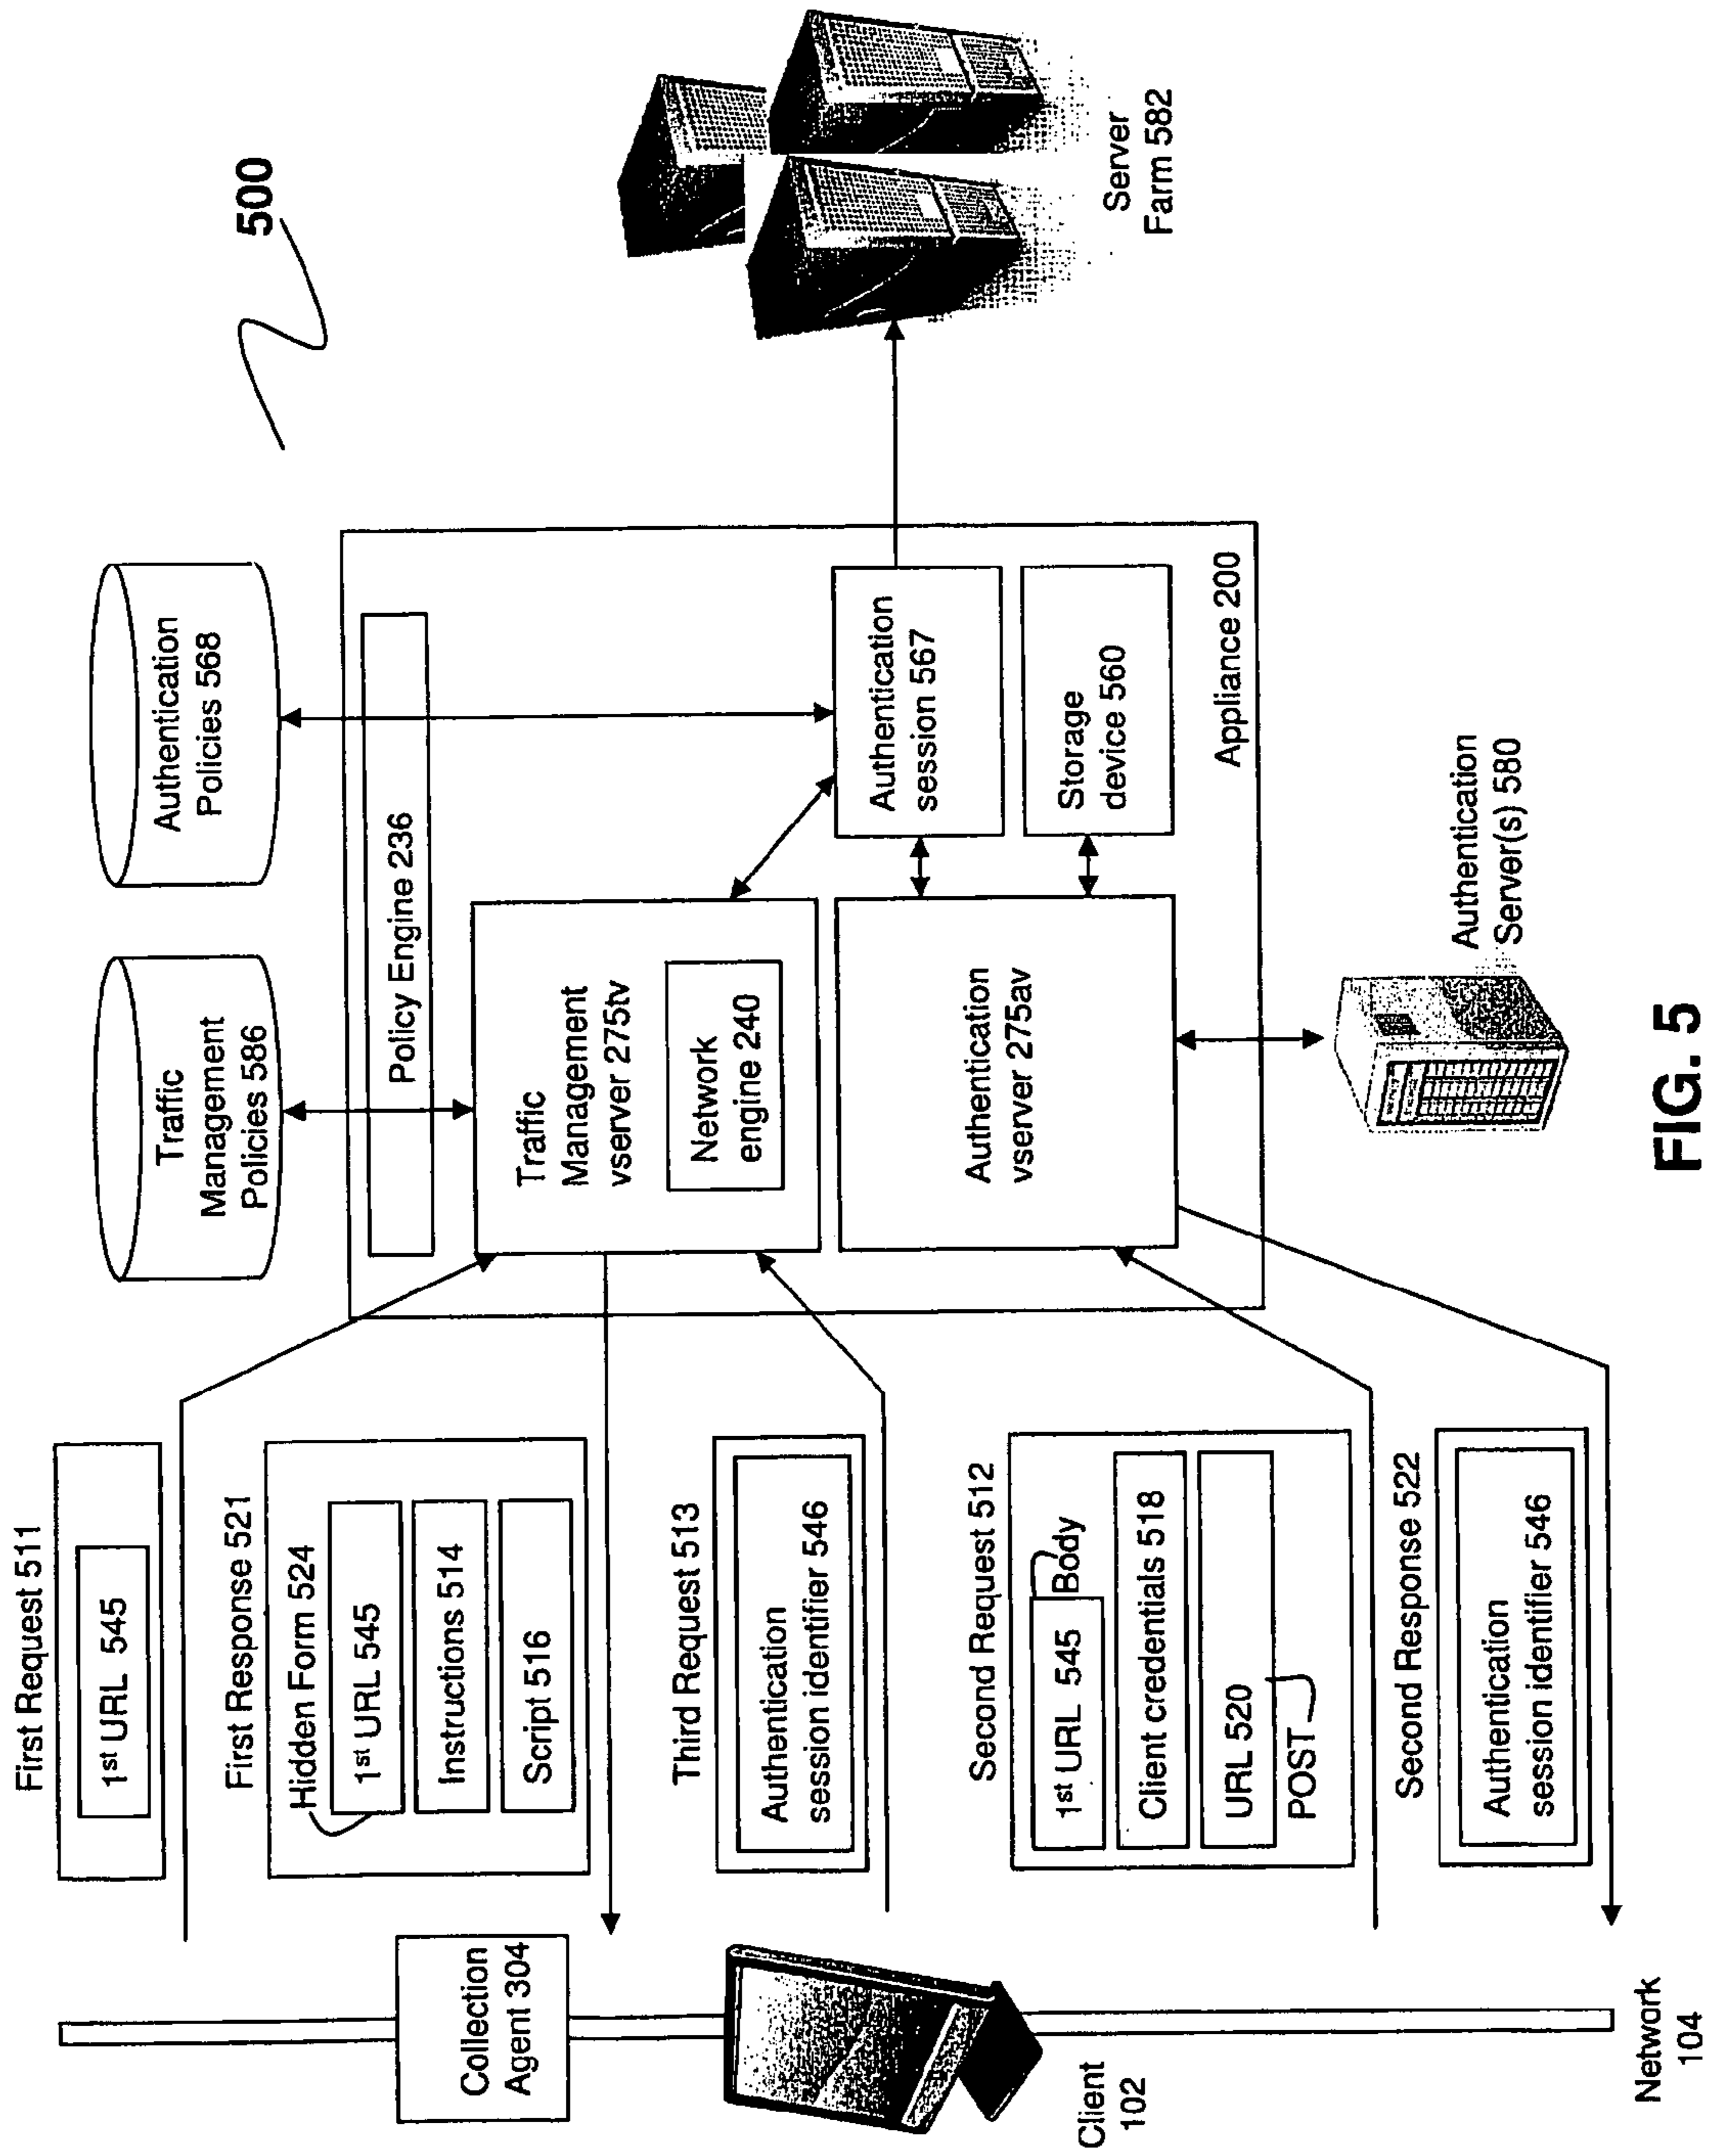 500
Traffic
Management
Policies 586
Authentication
Policies 568
First Request 511
1st URL 545
First Response 521
Hidden Form 524
1st URL 545
Instructions 514
Script 516
Third Request 513
Authentication
session identifier 546
Second Request 512
1st URL 545
Body
Client credentials 518
URL 520
POST
Second Response 522
Authentication
session identifier 546
Collection
Agent 304
Client
102
Network
104
Policy Engine 236
Traffic
Management
vserver 275tv
Network
engine 240
Authentication
vserver 275av
Authentication
session 567
Storage
device 560
Appliance 200
Authentication
Server(s) 580
Server
Farm 582
FIG. 5